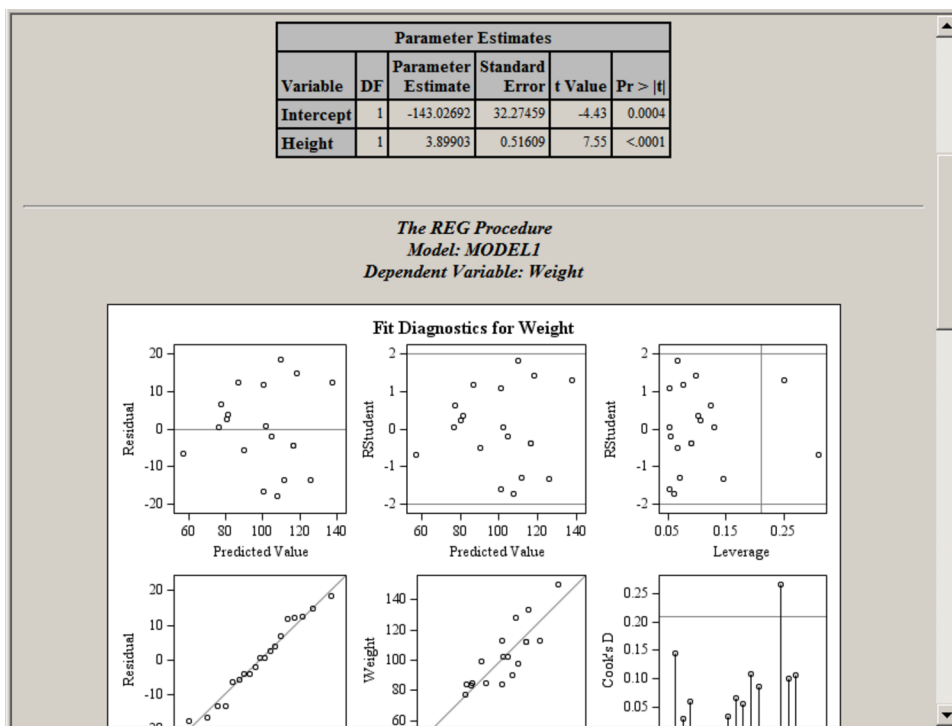 Parameter Estimates
Variable DF Parameter Estimate Standard Error t Value Pr > |t|
Intercept 1 -143.02692 32.27459 -4.43 0.0004
Height 1 3.89903 0.51609 7.55 <.0001
The REG Procedure
Model: MODEL1
Dependent Variable: Weight
Fit Diagnostics for Weight
20
10
0
-10
-20
Residual
60 80 100 120 140
Predicted Value
2
1
0
-1
-2
RStudent
60 80 100 120 140
Predicted Value
2
1
0
-1
-2
RStudent
0.05 0.15 0.25
Leverage
20
10
0
-10
-20
Residual
140
120
100
80
60
Weight
0.25
0.20
0.15
0.10
0.05
Cook's D